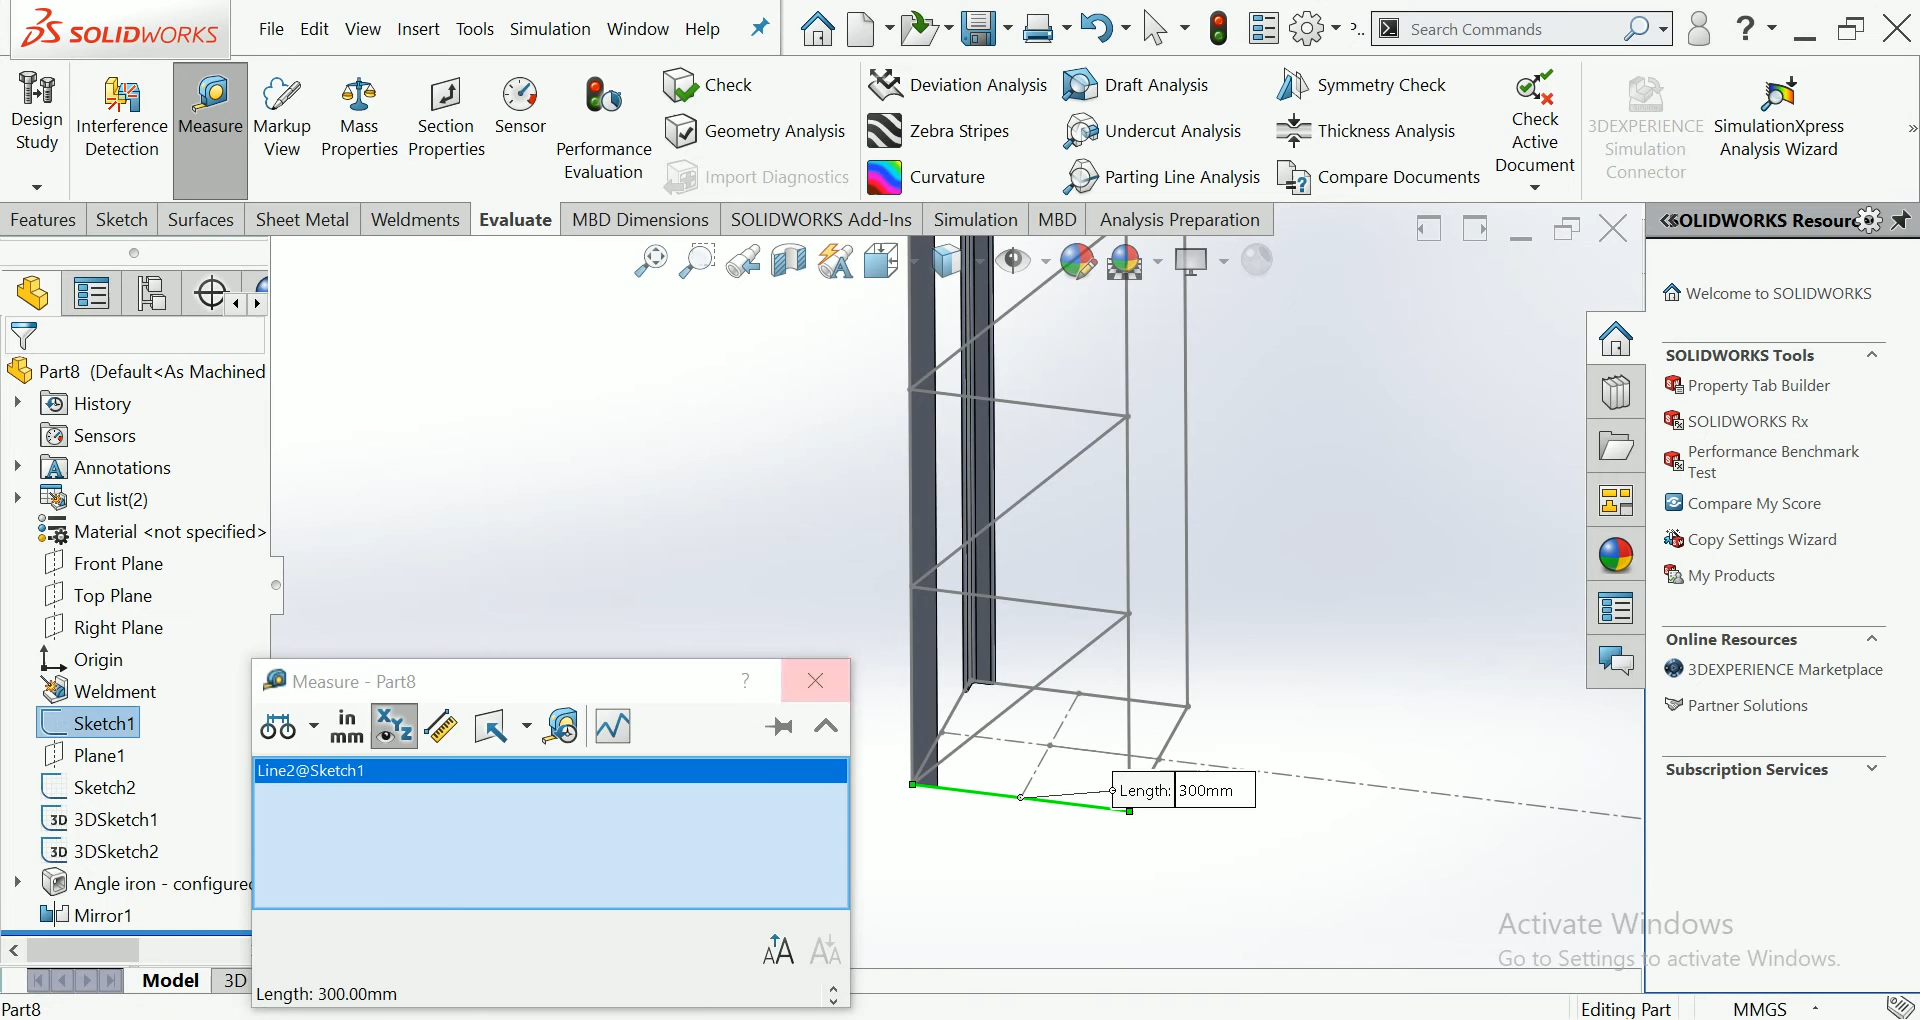 SOLIDWORKS File Edit View Insert Tools Simulation Window Help Search Commands
Design Study
Interference Detection
Measure
Markup View
Mass Properties
Section Properties
Sensor
Performance Evaluation
Check
Geometry Analysis
Import Diagnostics
Deviation Analysis
Zebra Stripes
Curvature
Draft Analysis
Undercut Analysis
Parting Line Analysis
Symmetry Check
Thickness Analysis
Compare Documents
Check Active Document
3DEXPERIENCE Simulation Connector
SimulationXpress Analysis Wizard
Features Sketch Surfaces Sheet Metal Weldments Evaluate MBD Dimensions SOLIDWORKS Add-Ins Simulation MBD Analysis Preparation
Part8 (Default<As Machined
History
Sensors
Annotations
Cut list(2)
Material <not specified>
Front Plane
Top Plane
Right Plane
Origin
Weldment
Sketch1
Plane1
Sketch2
3D 3DSketch1
3D 3DSketch2
Angle iron - configured
Mirror1
Model 3D
Part8
Measure - Part8 ?
in mm
XYZ
Line2@Sketch1
Length: 300.00mm
Length: 300mm
OLIDWORKS Resour
Welcome to SOLIDWORKS
SOLIDWORKS Tools
Property Tab Builder
SOLIDWORKS Rx
Performance Benchmark
Test
Compare My Score
Copy Settings Wizard
My Products
Online Resources
3DEXPERIENCE Marketplace
Partner Solutions
Subscription Services
Activate Windows
Go to Settings to activate Windows.
Editing Part MMGS